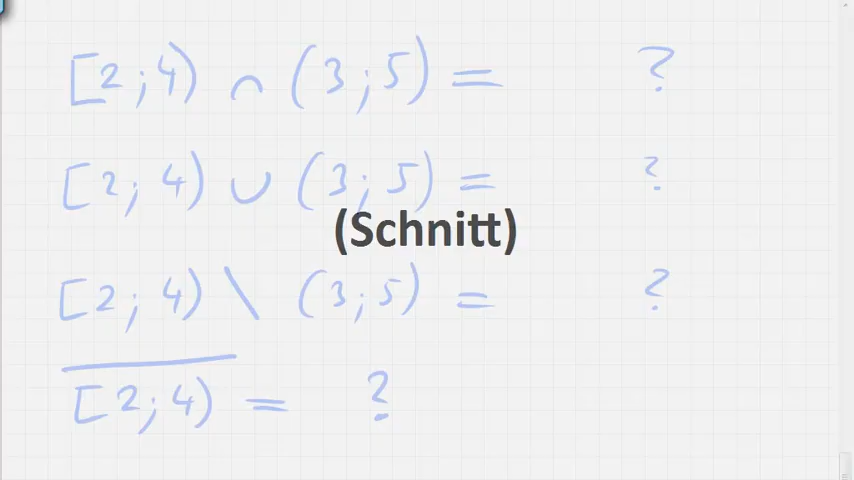 [2;4) ∩ (3;5) = ?
[2;4) ∪ (3;5) = ?
(Schnitt)
[2;4) \ (3;5) = ?
[2;4)̅ = ?